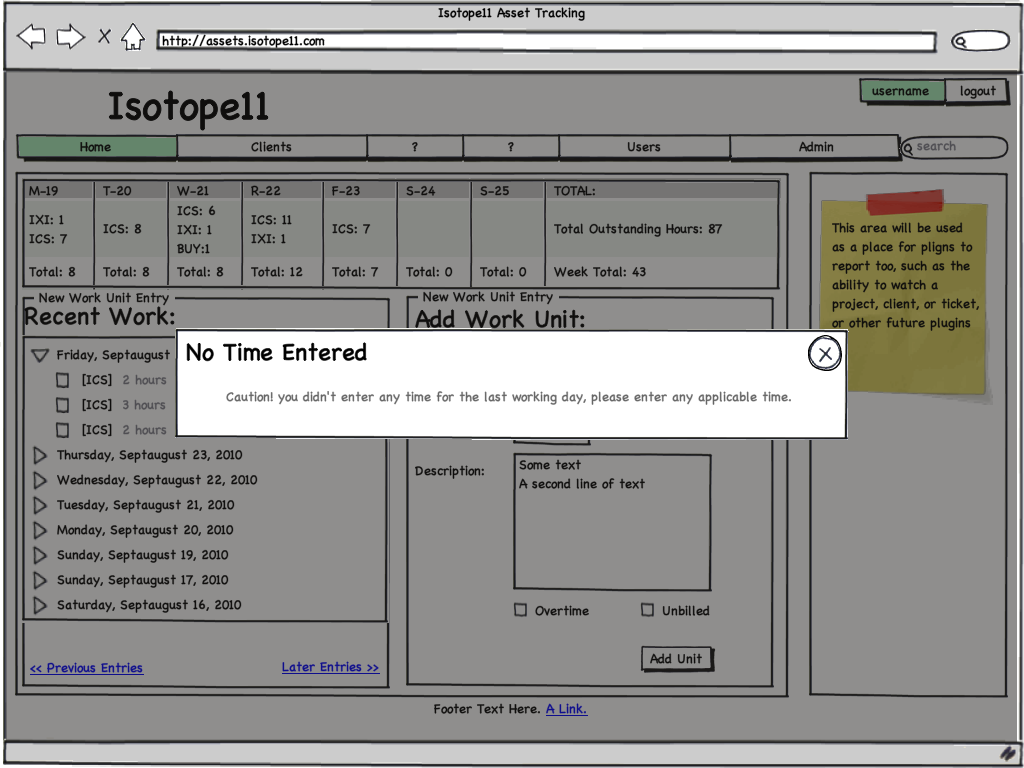 Isotope11 Asset Tracking
http://assets.isotope11.com
Isotope11
username
logout
Home
Clients
?
?
Users
Admin
search
M-19
T-20
W-21
R-22
F-23
S-24
S-25
TOTAL:
IXI: 1
ICS: 7
ICS: 8
ICS: 6
IXI: 1
BUY:1
ICS: 11
IXI: 1
ICS: 7
Total Outstanding Hours: 87
Total: 8
Total: 8
Total: 8
Total: 12
Total: 7
Total: 0
Total: 0
Week Total: 43
This area will be used
as a place for pligns to
report too, such as the
ability to watch a
project, client, or ticket,
or other future plugins
New Work Unit Entry
Recent Work:
New Work Unit Entry
Add Work Unit:
No Time Entered
Caution! you didn't enter any time for the last working day, please enter any applicable time.
Friday, Septaugust
[ICS] 2 hours
[ICS] 3 hours
[ICS] 2 hours
Thursday, Septaugust 23, 2010
Wednesday, Septaugust 22, 2010
Tuesday, Septaugust 21, 2010
Monday, Septaugust 20, 2010
Sunday, Septaugust 19, 2010
Sunday, Septaugust 17, 2010
Saturday, Septaugust 16, 2010
<< Previous Entries
Later Entries >>
Description:
Some text
A second line of text
Overtime
Unbilled
Add Unit
Footer Text Here. A Link.